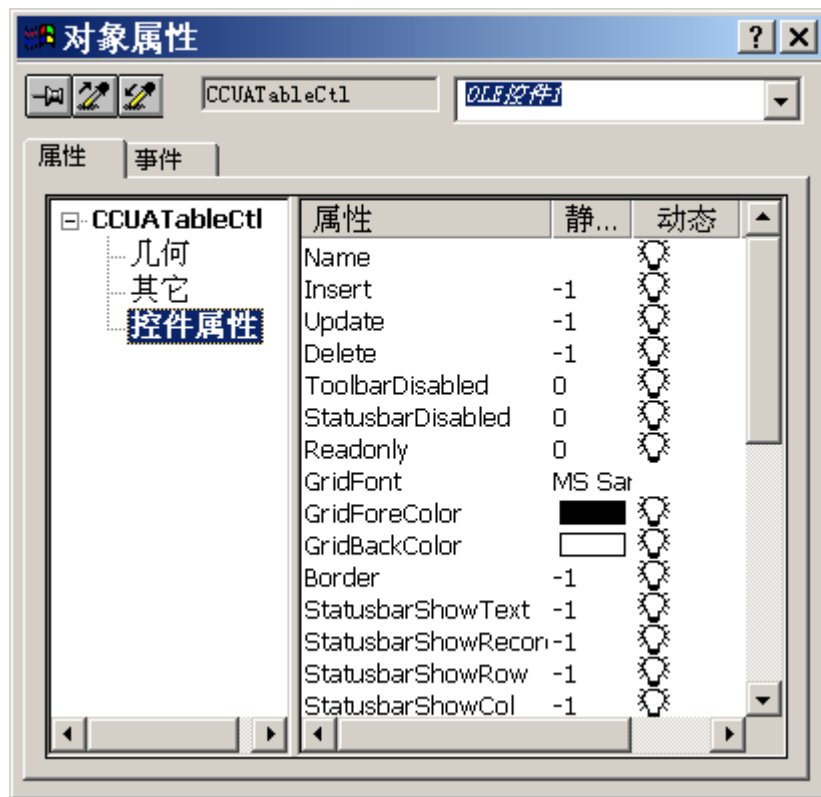 对象属性
CCUATableCtl OLE控件1
属性 事件
CCUATableCtl
几何
其它
控件属性
属性 静... 动态
Name
Insert -1
Update -1
Delete -1
ToolbarDisabled 0
StatusbarDisabled 0
Readonly 0
GridFont MS Sar
GridForeColor
GridBackColor
Border -1
StatusbarShowText -1
StatusbarShowRecor -1
StatusbarShowRow -1
StatusbarShowCol -1